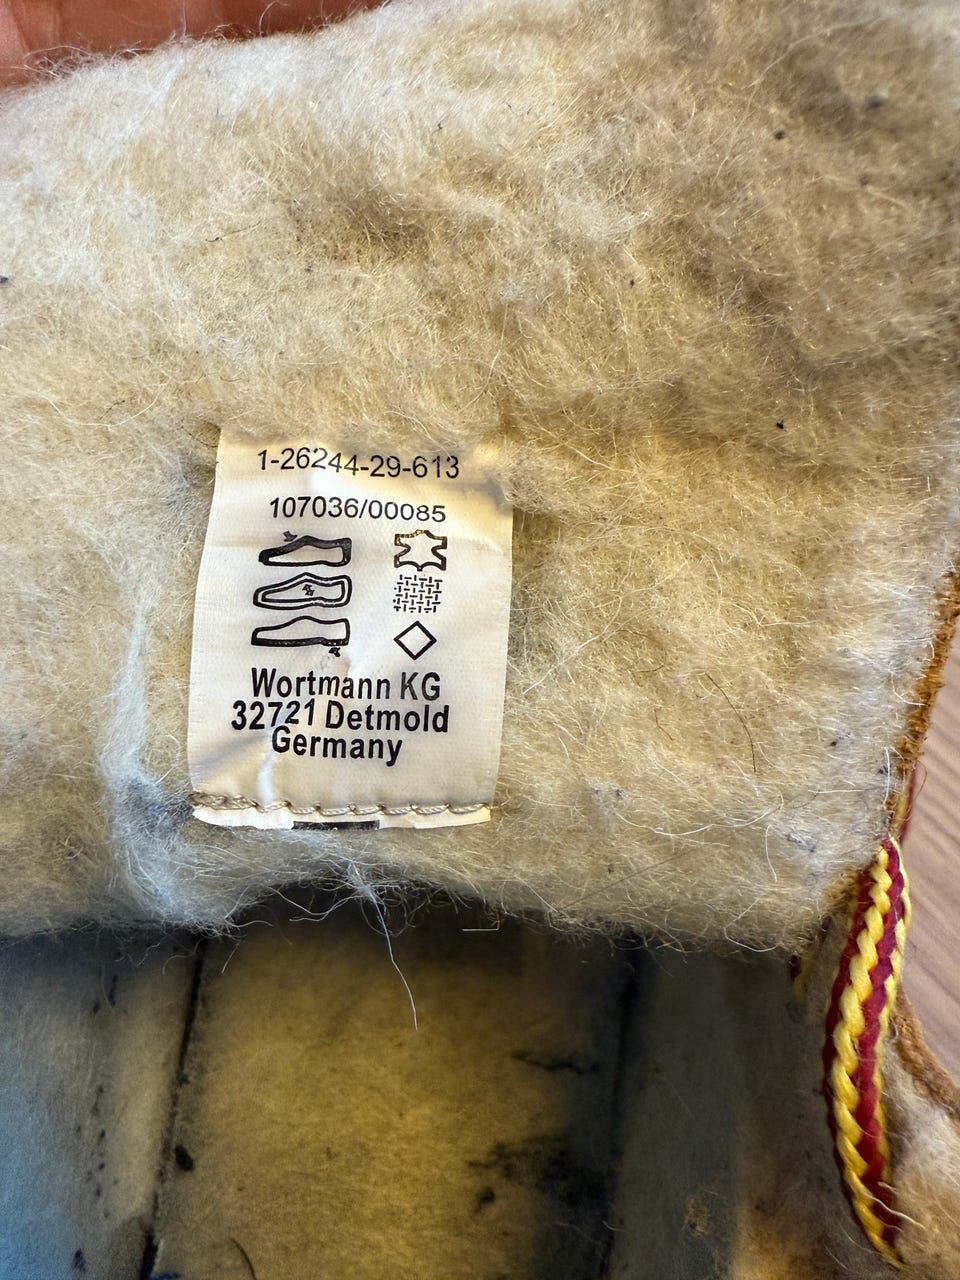 1-26244-29-613
107036/00085
Wortmann KG
32721 Detmold
Germany